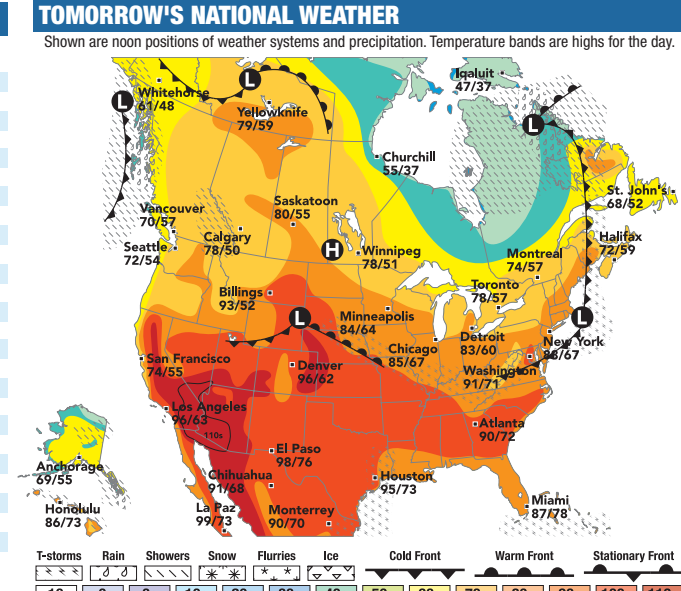 TOMORROW'S NATIONAL WEATHER
Shown are noon positions of weather systems and precipitation. Temperature bands are highs for the day.
Iqaluit
47/37
L
Whitehorse
61/48
L
Yellowknife
79/59
L
Churchill
55/37
St. John's
68/52
Saskatoon
80/55
Vancouver
70/57
Calgary
78/50
Seattle
72/54
H
Winnipeg
78/51
Halifax
72/59
Montreal
74/57
Toronto
78/57
Billings
93/52
L
Minneapolis
84/64
L
Detroit
83/60
New York
88/67
Chicago
85/67
San Francisco
74/55
Denver
96/62
Washington
91/71
Los Angeles
96/63
110s
Atlanta
90/72
El Paso
98/76
Anchorage
69/55
Chihuahua
91/68
Houston
95/73
Honolulu
86/73
La Paz
99/73
Monterrey
90/70
Miami
87/78
T-storms Rain Showers Snow Flurries Ice Cold Front Warm Front Stationary Front